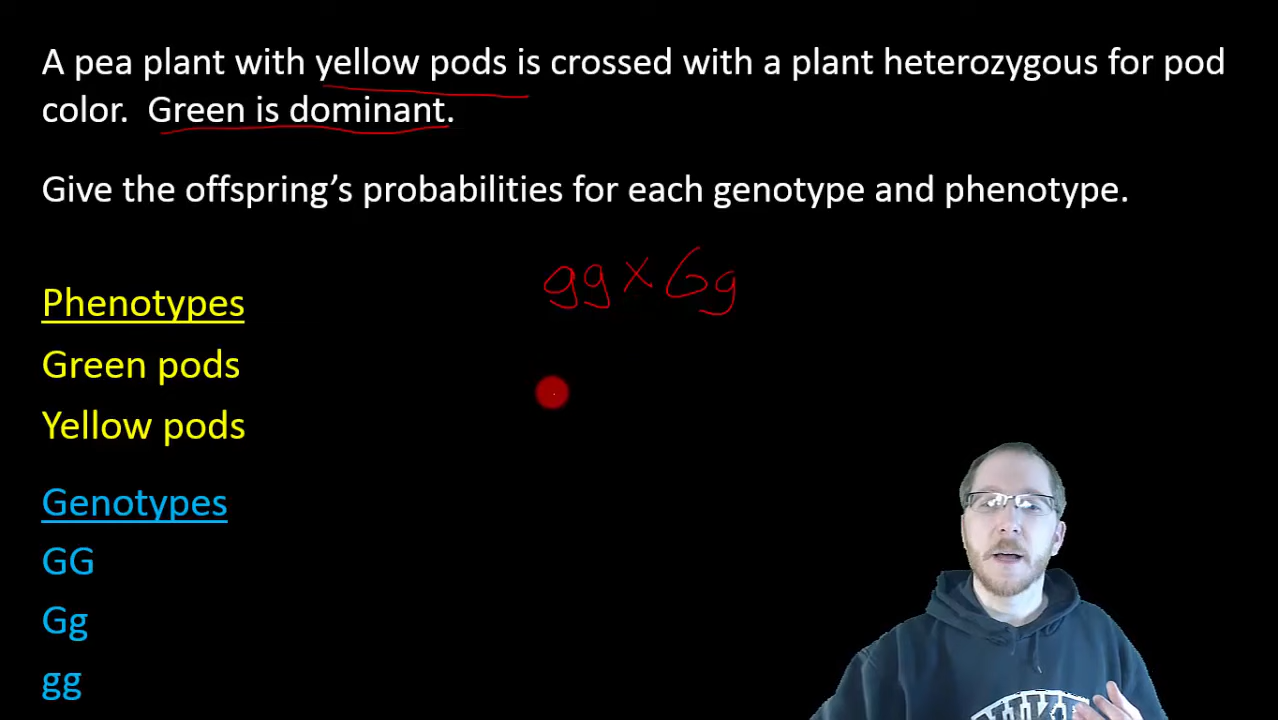 A pea plant with yellow pods is crossed with a plant heterozygous for pod
color. Green is dominant.
Give the offspring's probabilities for each genotype and phenotype.
gg x Gg
Phenotypes
Green pods
Yellow pods
Genotypes
GG
Gg
gg